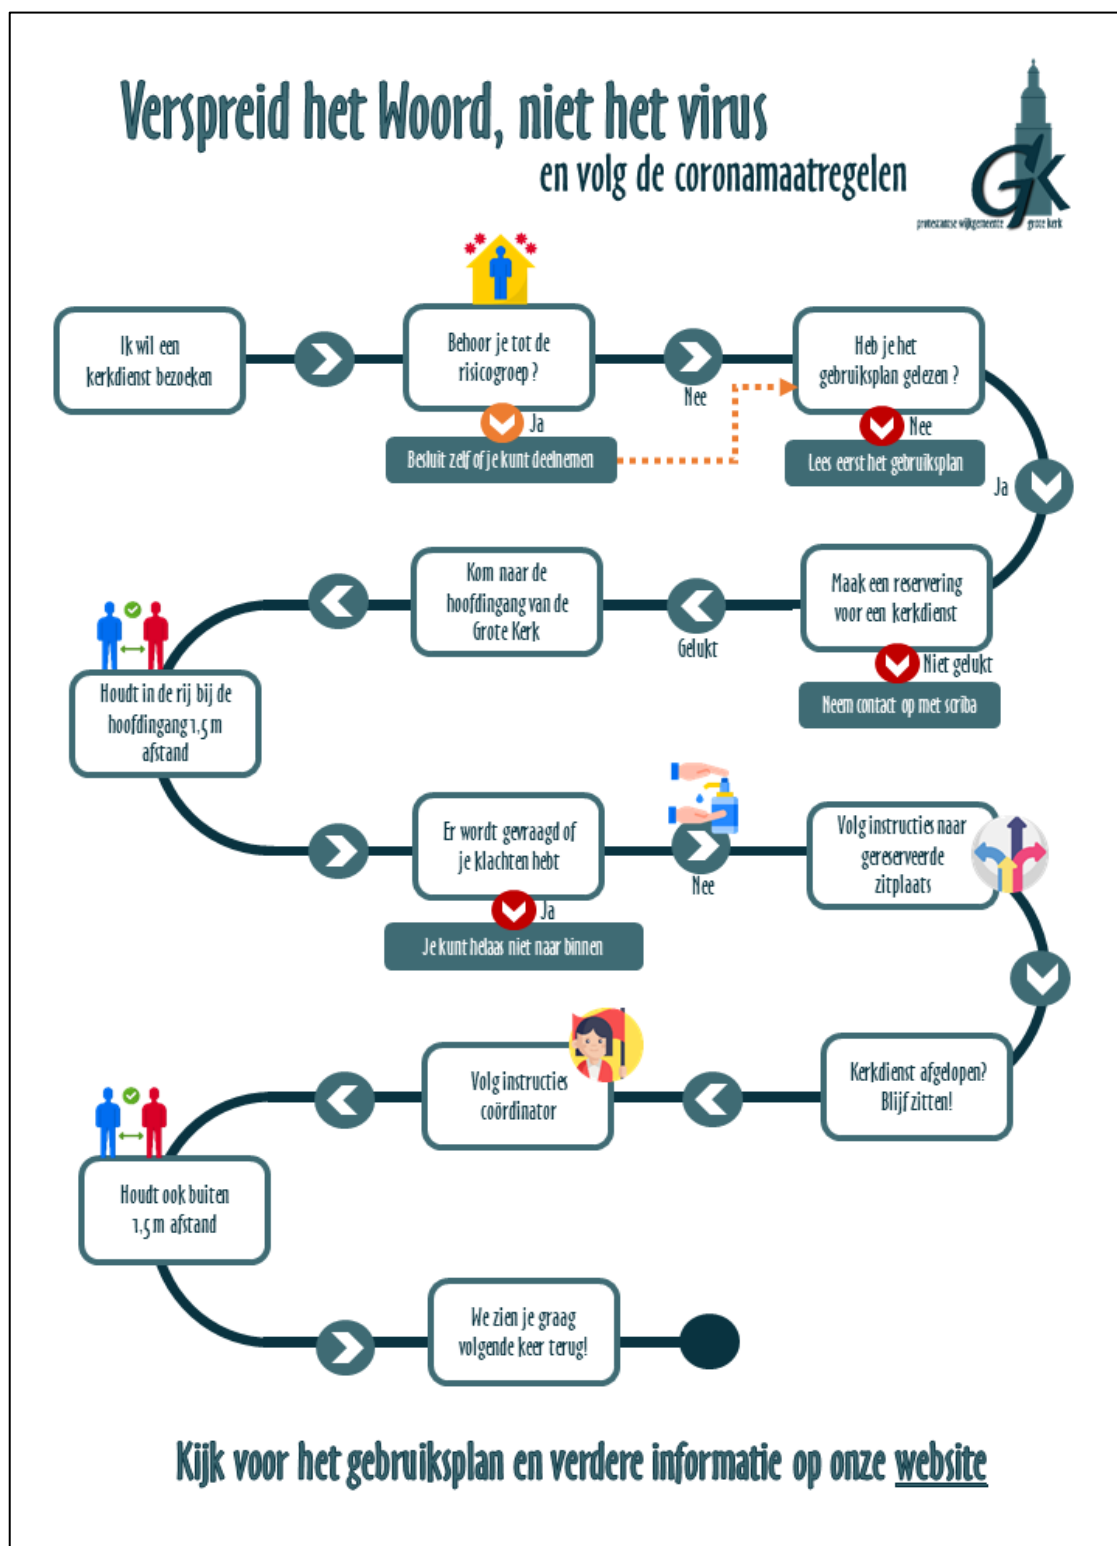 Verspreid het Woord, niet het virus
en volg de coronamaatregelen
GK
protestantse wijkgemeente grote kerk
Ik wil een
kerkdienst bezoeken
Behoor je tot de
risicogroep ?
Nee
Heb je het
gebruiksplan gelezen ?
Ja
Besluit zelf of je kunt deelnemen
Nee
Lees eerst het gebruiksplan
Ja
Maak een reservering
voor een kerkdienst
Gelukt
Niet gelukt
Neem contact op met scriba
Kom naar de
hoofdingang van de
Grote Kerk
Houdt in de rij bij de
hoofdingang 1,5 m
afstand
Er wordt gevraagd of
je klachten hebt
Ja
Je kunt helaas niet naar binnen
Nee
Volg instructies naar
gereserveerde
zitplaats
Kerkdienst afgelopen?
Blijf zitten!
Volg instructies
coördinator
Houdt ook buiten
1,5 m afstand
We zien je graag
volgende keer terug!
Kijk voor het gebruiksplan en verdere informatie op onze website